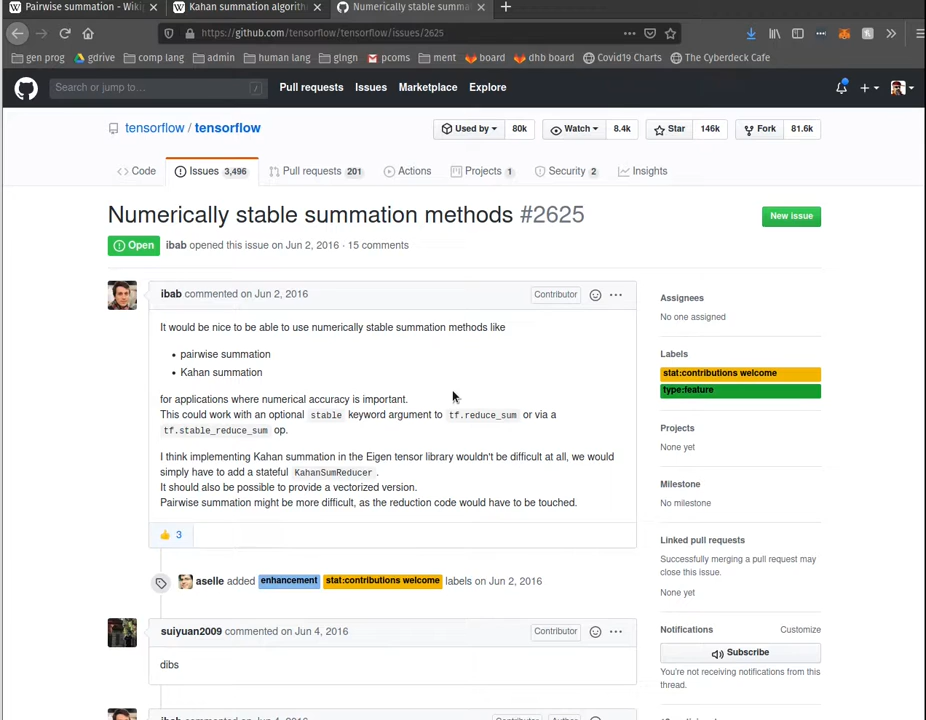 Pairwise summation - Wiki
Kahan summation algorith
Numerically stable summa
https://github.com/tensorflow/tensorflow/issues/2625
gen prog gdrive comp lang admin human lang glngn pcoms ment board dhb board Covid19 Charts The Cyberdeck Cafe
Search or jump to… /
Pull requests Issues Marketplace Explore
tensorflow / tensorflow
Used by 80k Watch 8.4k Star 146k Fork 81.6k
Code Issues 3,496 Pull requests 201 Actions Projects 1 Security 2 Insights
Numerically stable summation methods #2625
New issue
Open ibab opened this issue on Jun 2, 2016 · 15 comments
ibab commented on Jun 2, 2016 Contributor
It would be nice to be able to use numerically stable summation methods like
• pairwise summation
• Kahan summation
for applications where numerical accuracy is important.
This could work with an optional stable keyword argument to tf.reduce_sum or via a
tf.stable_reduce_sum op.
I think implementing Kahan summation in the Eigen tensor library wouldn't be difficult at all, we would
simply have to add a stateful KahanSumReducer .
It should also be possible to provide a vectorized version.
Pairwise summation might be more difficult, as the reduction code would have to be touched.
👍 3
aselle added enhancement stat:contributions welcome labels on Jun 2, 2016
suiyuan2009 commented on Jun 4, 2016 Contributor
dibs
ibab commented on Jun 4, 2016 Contributor Author
Assignees
No one assigned
Labels
stat:contributions welcome
type:feature
Projects
None yet
Milestone
No milestone
Linked pull requests
Successfully merging a pull request may
close this issue.
None yet
Notifications Customize
Subscribe
You're not receiving notifications from this
thread.